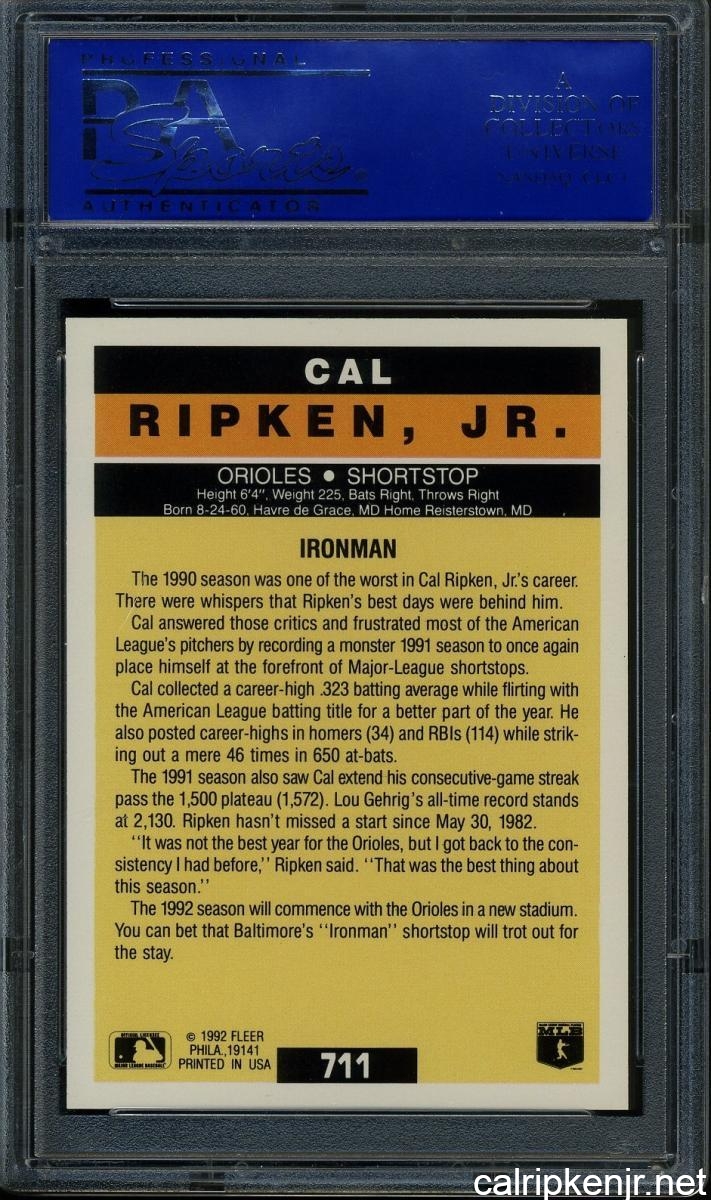 PROFESSIONAL
PSA
Sports
AUTHENTICATOR
A
DIVISION OF
COLLECTORS
UNIVERSE
NASDAQ: CLCT
CAL
RIPKEN, JR.
ORIOLES • SHORTSTOP
Height 6'4", Weight 225, Bats Right, Throws Right
Born 8-24-60, Havre de Grace, MD Home Reisterstown, MD
IRONMAN
The 1990 season was one of the worst in Cal Ripken, Jr.'s career.
There were whispers that Ripken's best days were behind him.
Cal answered those critics and frustrated most of the American
League's pitchers by recording a monster 1991 season to once again
place himself at the forefront of Major-League shortstops.
Cal collected a career-high .323 batting average while flirting with
the American League batting title for a better part of the year. He
also posted career-highs in homers (34) and RBIs (114) while strik-
ing out a mere 46 times in 650 at-bats.
The 1991 season also saw Cal extend his consecutive-game streak
pass the 1,500 plateau (1,572). Lou Gehrig's all-time record stands
at 2,130. Ripken hasn't missed a start since May 30, 1982.
''It was not the best year for the Orioles, but I got back to the con-
sistency I had before,'' Ripken said. ''That was the best thing about
this season.''
The 1992 season will commence with the Orioles in a new stadium.
You can bet that Baltimore's ''Ironman'' shortstop will trot out for
the stay.
OFFICIAL LICENSEE
MAJOR LEAGUE BASEBALL
© 1992 FLEER
PHILA.,19141
PRINTED IN USA
711
MLB
calripkenjr.net